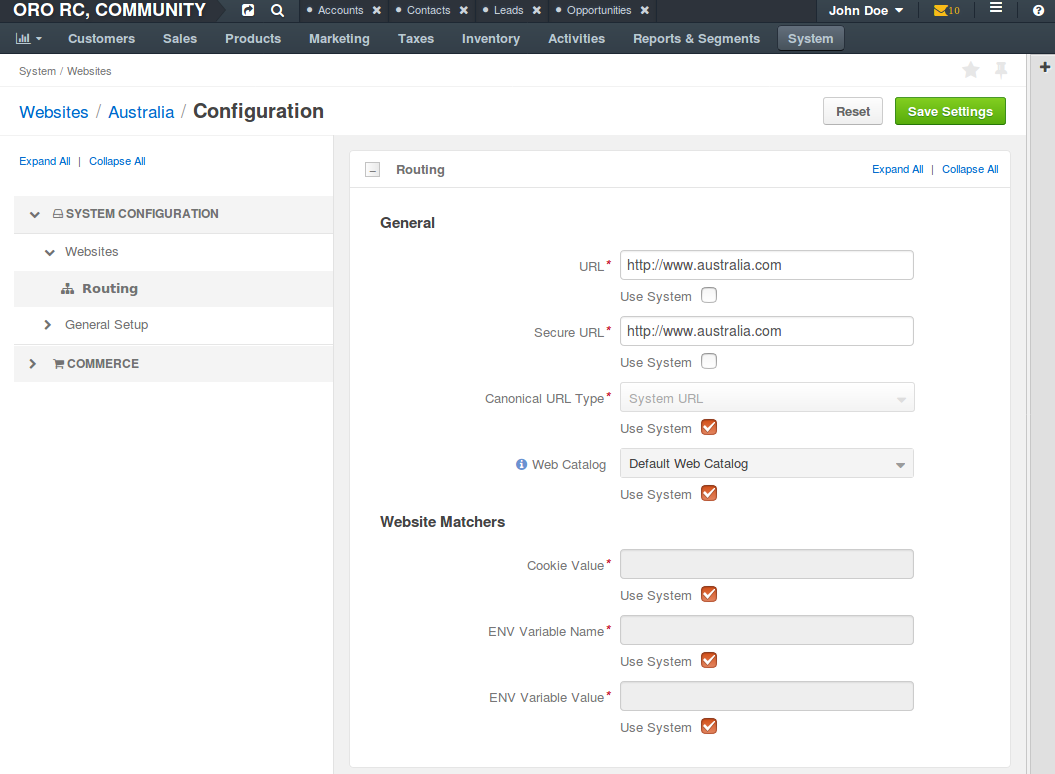 ORO RC, COMMUNITY • Accounts ✖ • Contacts ✖ • Leads ✖ • Opportunities ✖ John Doe 10
Customers Sales Products Marketing Taxes Inventory Activities Reports & Segments System
System / Websites
Websites / Australia / Configuration Reset Save Settings
Expand All | Collapse All
SYSTEM CONFIGURATION
Websites
Routing
General Setup
COMMERCE
Routing Expand All | Collapse All
General
URL* http://www.australia.com
Use System
Secure URL* http://www.australia.com
Use System
Canonical URL Type* System URL
Use System
Web Catalog Default Web Catalog
Use System
Website Matchers
Cookie Value*
Use System
ENV Variable Name*
Use System
ENV Variable Value*
Use System